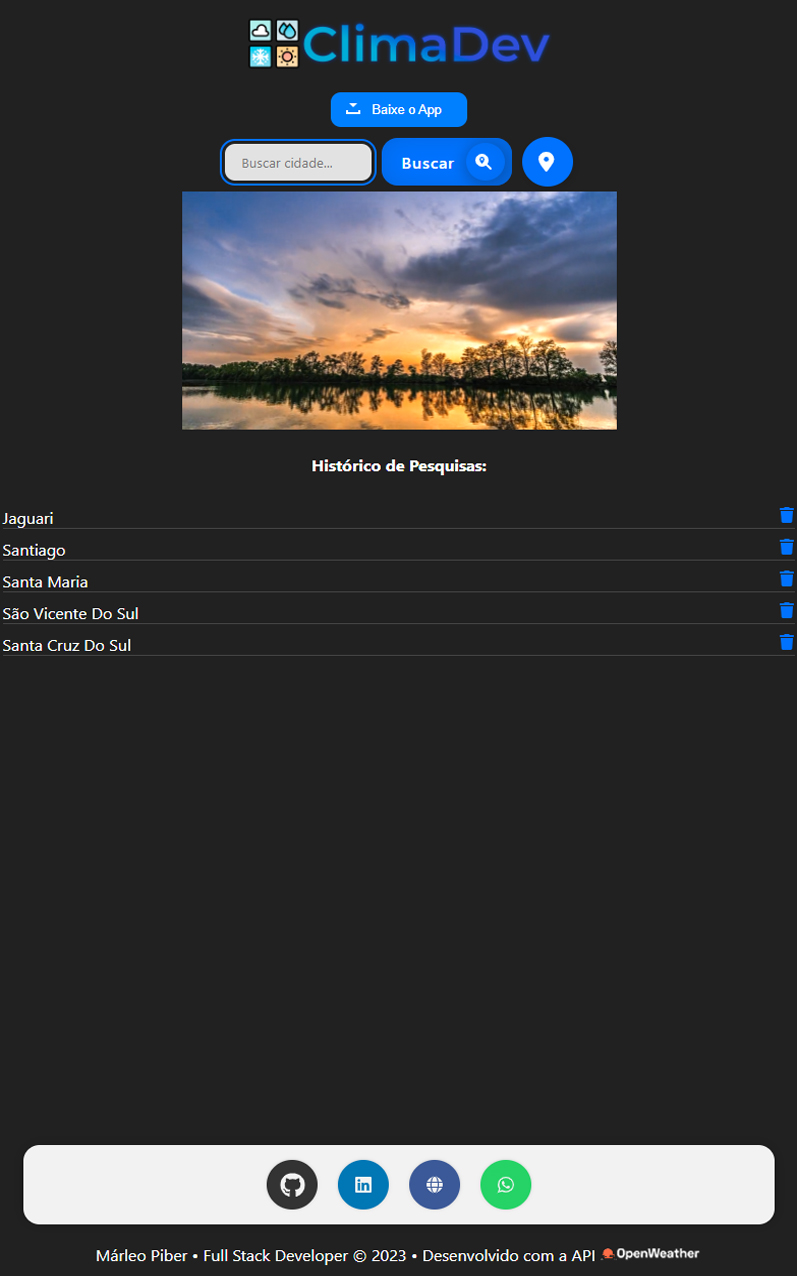 ClimaDev
Baixe o App
Buscar cidade...
Buscar
Histórico de Pesquisas:
Jaguari
Santiago
Santa Maria
São Vicente Do Sul
Santa Cruz Do Sul
Márleo Piber • Full Stack Developer © 2023 • Desenvolvido com a API OpenWeather